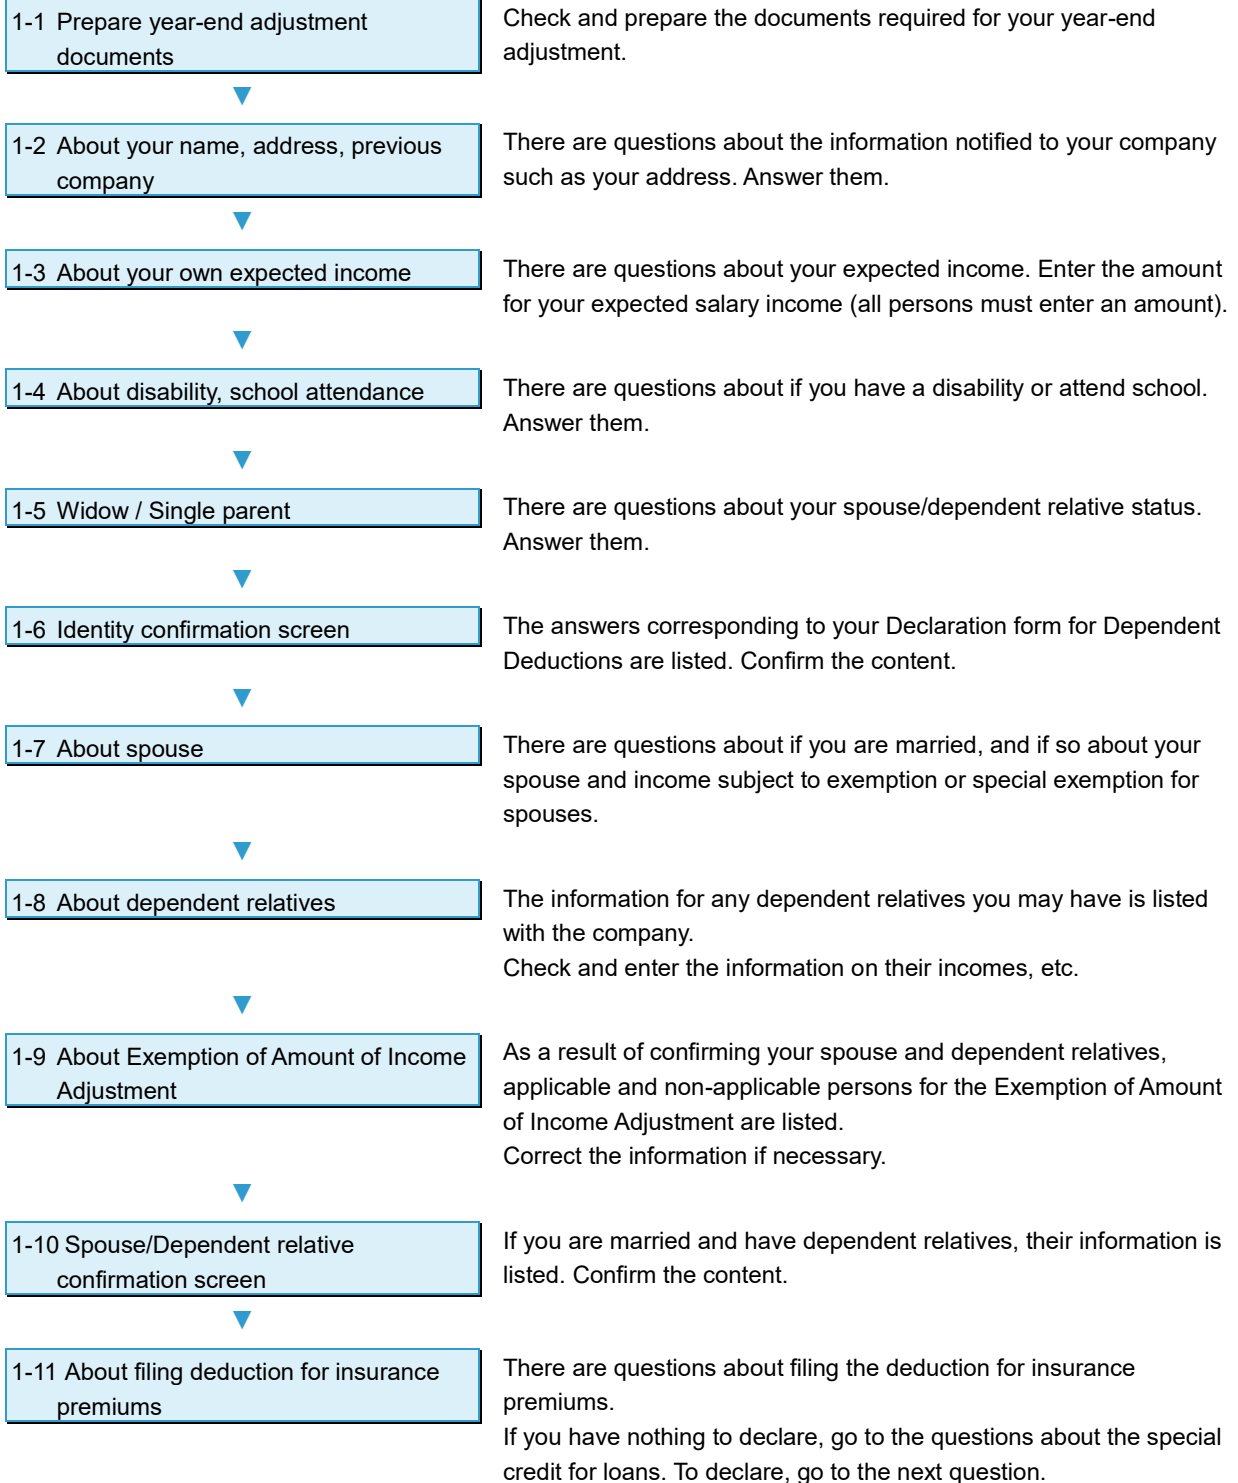 1-1 Prepare year-end adjustment
documents
Check and prepare the documents required for your year-end
adjustment.
1-2 About your name, address, previous
company
There are questions about the information notified to your company
such as your address. Answer them.
1-3 About your own expected income
There are questions about your expected income. Enter the amount
for your expected salary income (all persons must enter an amount).
1-4 About disability, school attendance
There are questions about if you have a disability or attend school.
Answer them.
1-5 Widow / Single parent
There are questions about your spouse/dependent relative status.
Answer them.
1-6 Identity confirmation screen
The answers corresponding to your Declaration form for Dependent
Deductions are listed. Confirm the content.
1-7 About spouse
There are questions about if you are married, and if so about your
spouse and income subject to exemption or special exemption for
spouses.
1-8 About dependent relatives
The information for any dependent relatives you may have is listed
with the company.
Check and enter the information on their incomes, etc.
1-9 About Exemption of Amount of Income
Adjustment
As a result of confirming your spouse and dependent relatives,
applicable and non-applicable persons for the Exemption of Amount
of Income Adjustment are listed.
Correct the information if necessary.
1-10 Spouse/Dependent relative
confirmation screen
If you are married and have dependent relatives, their information is
listed. Confirm the content.
1-11 About filing deduction for insurance
premiums
There are questions about filing the deduction for insurance
premiums.
If you have nothing to declare, go to the questions about the special
credit for loans. To declare, go to the next question.